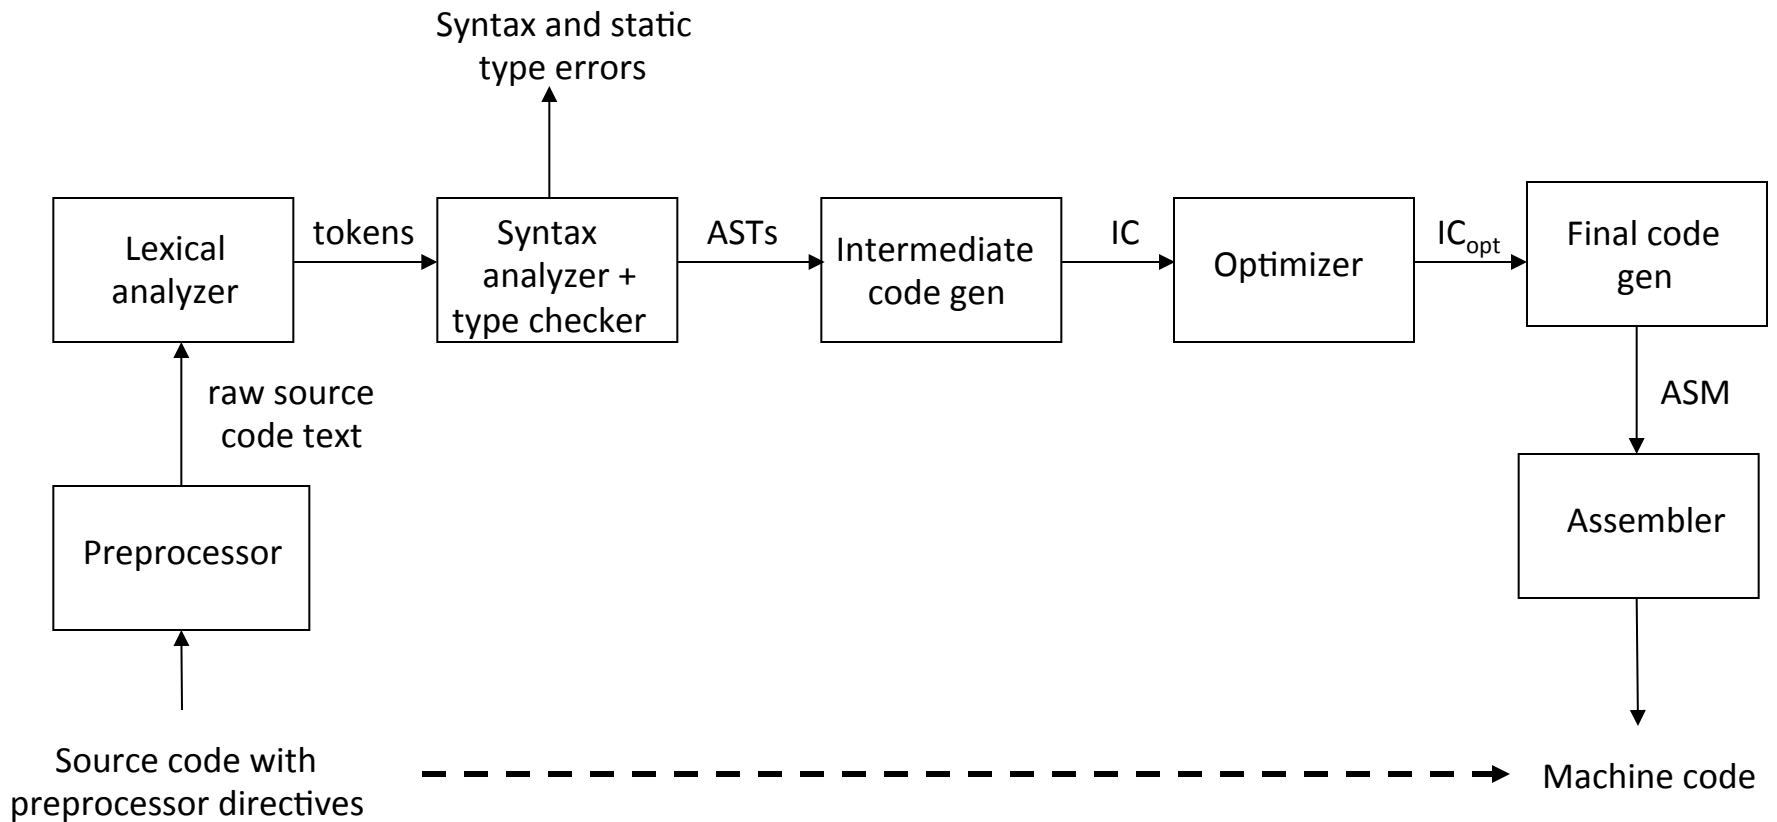 Syntax and static
type errors
Lexical
analyzer
tokens
Syntax
analyzer +
type checker
ASTs
Intermediate
code gen
IC
Optimizer
ICopt
Final code
gen
raw source
code text
ASM
Preprocessor
Assembler
Source code with
preprocessor directives
Machine code